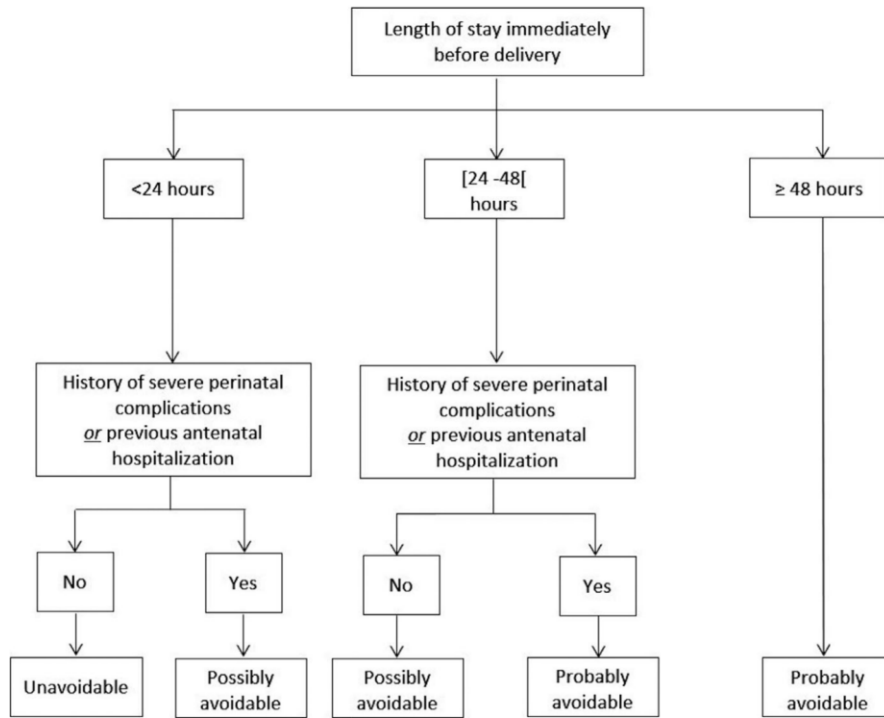 Length of stay immediately
before delivery
<24 hours
[24 -48[
hours
≥ 48 hours
History of severe perinatal
complications
or previous antenatal
hospitalization
History of severe perinatal
complications
or previous antenatal
hospitalization
No
Yes
No
Yes
Unavoidable
Possibly
avoidable
Possibly
avoidable
Probably
avoidable
Probably
avoidable